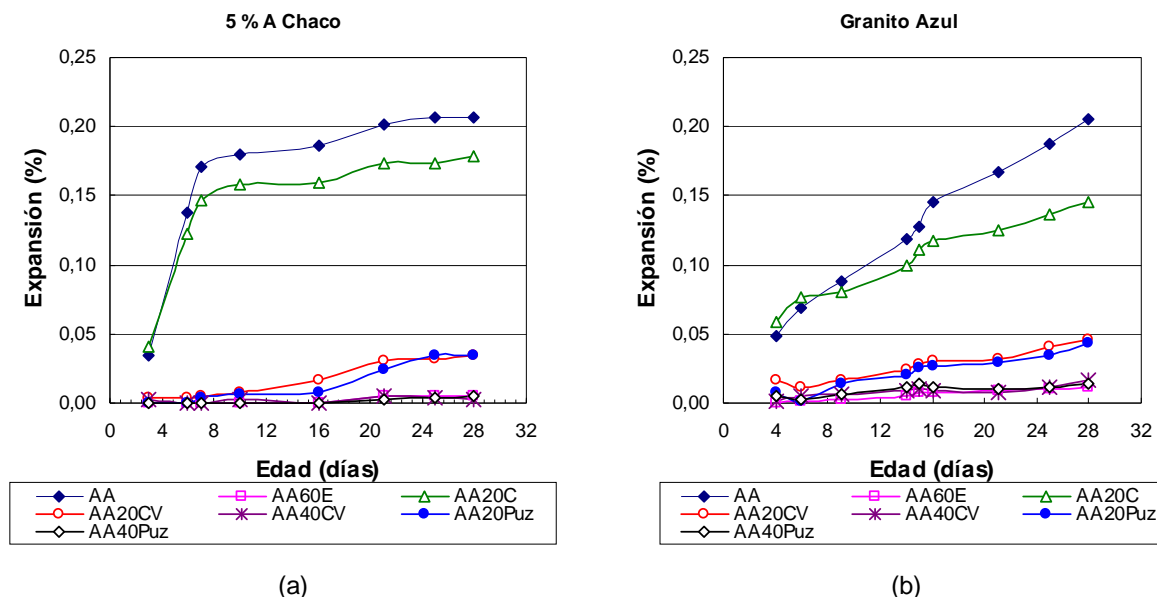 5 % A Chaco
0,25
0,20
0,15
0,10
0,05
0,00
Expansión (%)
0 4 8 12 16 20 24 28 32
Edad (días)
AA AA60E AA20C
AA20CV AA40CV AA20Puz
AA40Puz
(a)
Granito Azul
0,25
0,20
0,15
0,10
0,05
0,00
Expansión (%)
0 4 8 12 16 20 24 28 32
Edad (días)
AA AA60E AA20C
AA20CV AA40CV AA20Puz
AA40Puz
(b)